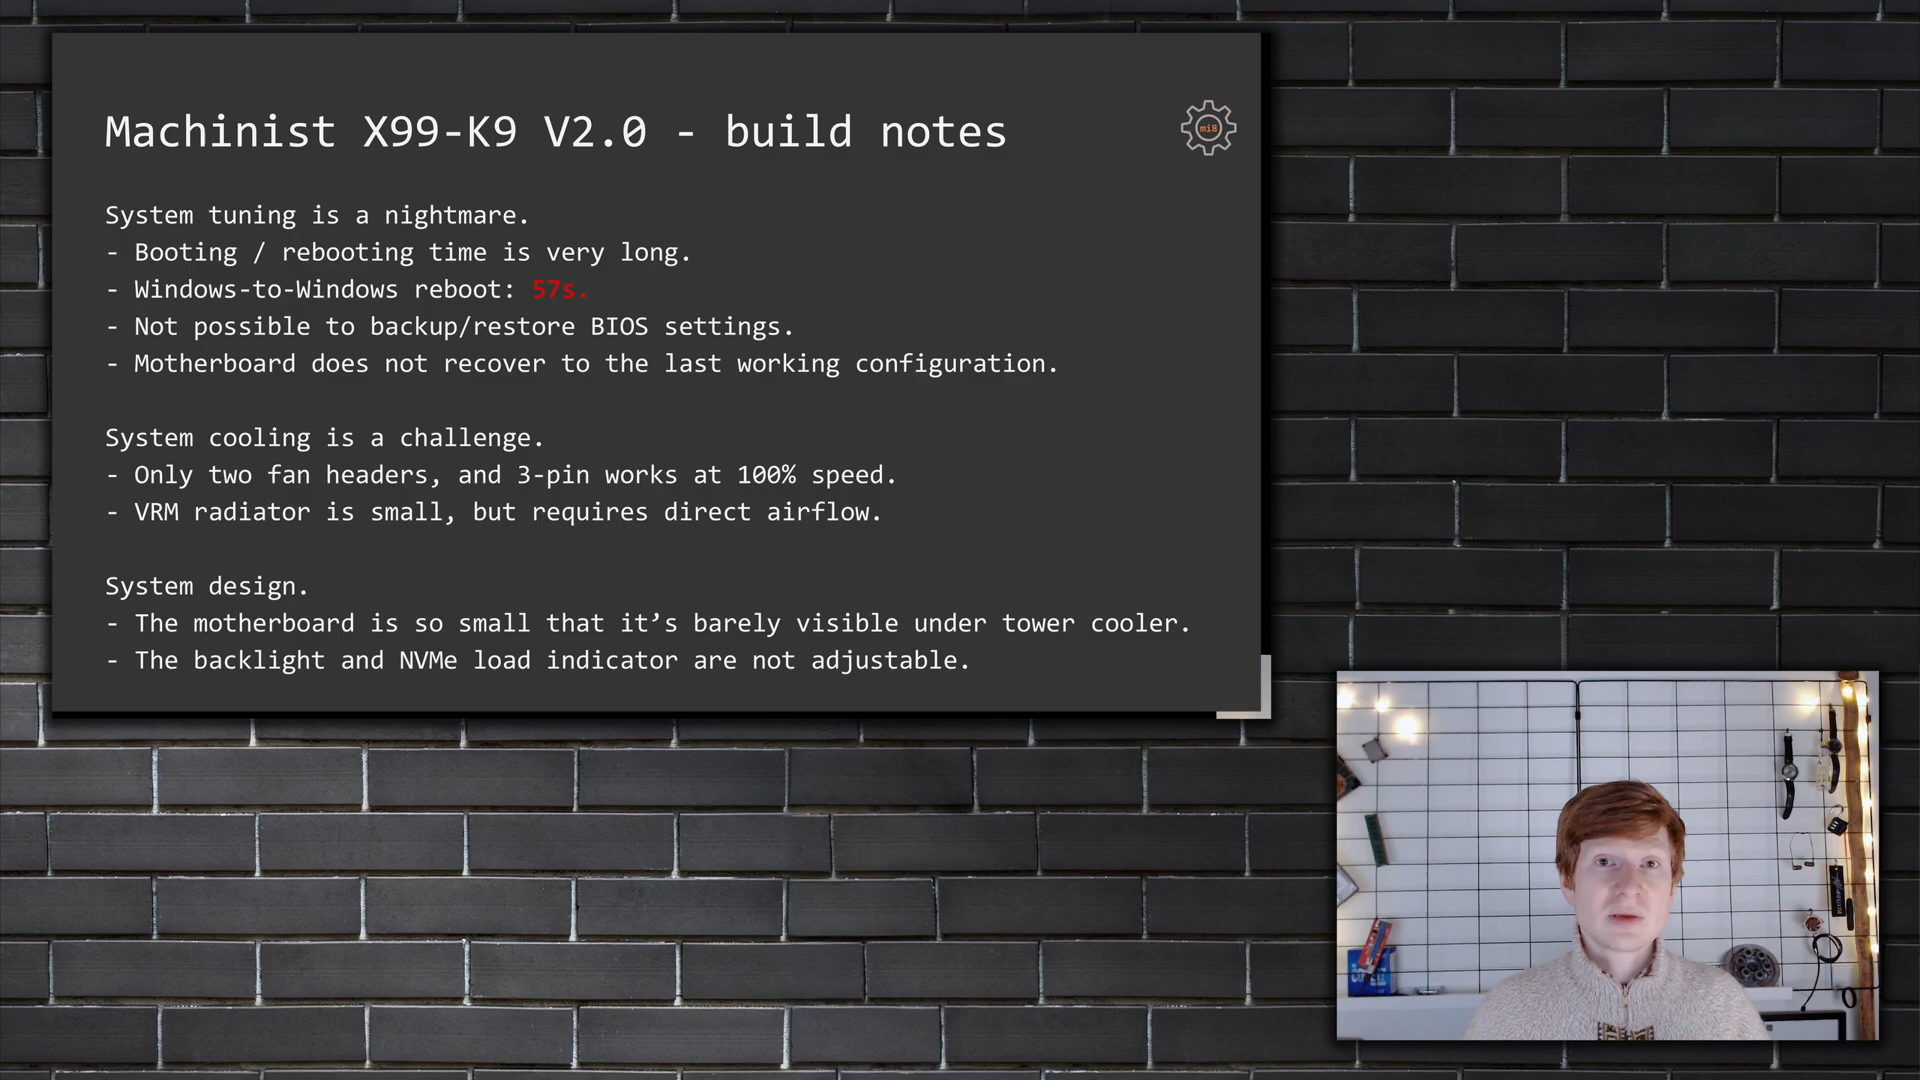 Machinist X99-K9 V2.0 - build notes
mi8
System tuning is a nightmare.
- Booting / rebooting time is very long.
- Windows-to-Windows reboot: 57s.
- Not possible to backup/restore BIOS settings.
- Motherboard does not recover to the last working configuration.
System cooling is a challenge.
- Only two fan headers, and 3-pin works at 100% speed.
- VRM radiator is small, but requires direct airflow.
System design.
- The motherboard is so small that it’s barely visible under tower cooler.
- The backlight and NVMe load indicator are not adjustable.